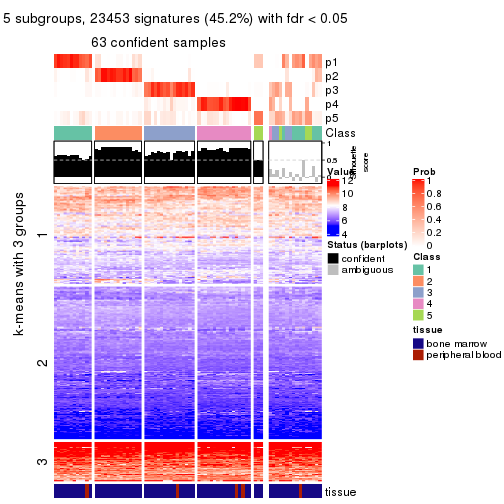 5 subgroups, 23453 signatures (45.2%) with fdr < 0.05
63 confident samples
p1
p2
p3
p4
p5
Class
1
0.5
0
silhouette
score
k-means with 3 groups
1
2
3
tissue
Value
12
10
8
6
4
Status (barplots)
confident
ambiguous
Prob
1
0.8
0.6
0.4
0.2
0
Class
1
2
3
4
5
tissue
bone marrow
peripheral blood